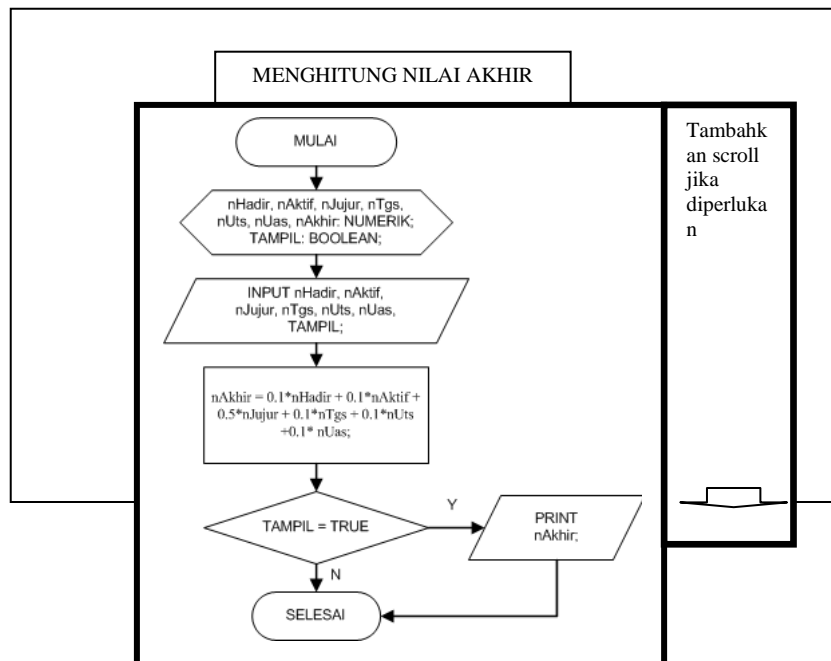 MENGHITUNG NILAI AKHIR
MULAI
nHadir, nAktif, nJujur, nTgs,
nUts, nUas, nAkhir: NUMERIK;
TAMPIL: BOOLEAN;
INPUT nHadir, nAktif,
nJujur, nTgs, nUts, nUas,
TAMPIL;
nAkhir = 0.1*nHadir + 0.1*nAktif +
0.5*nJujur + 0.1*nTgs + 0.1*nUts
+0.1* nUas;
TAMPIL = TRUE
Y
PRINT
nAkhir;
N
SELESAI
Tambahk
an scroll
jika
diperluka
n